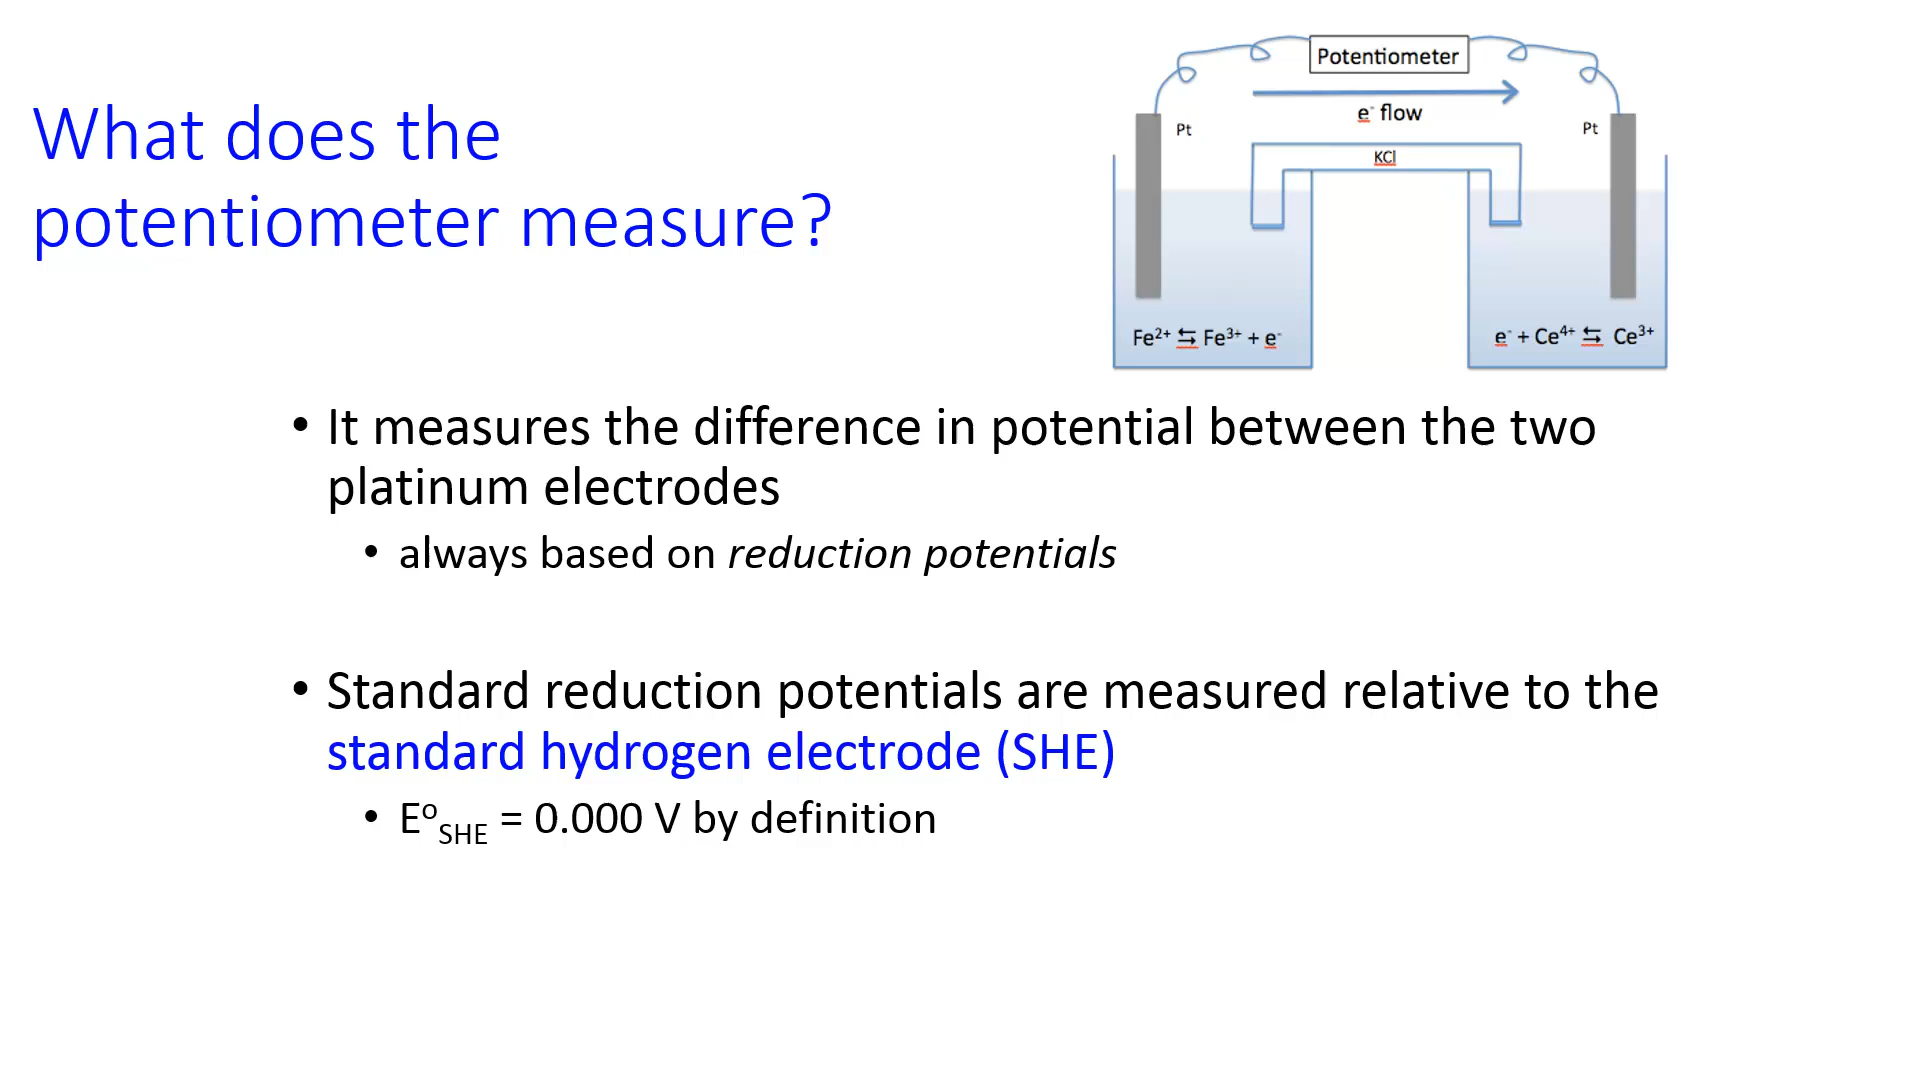 What does the
potentiometer measure?
Potentiometer
e⁻ flow
Pt
Pt
KCl
Fe²⁺ ⇆ Fe³⁺ + e⁻
e⁻ + Ce⁴⁺ ⇆ Ce³⁺
• It measures the difference in potential between the two
platinum electrodes
• always based on reduction potentials
• Standard reduction potentials are measured relative to the
standard hydrogen electrode (SHE)
• Eᵒ_SHE = 0.000 V by definition